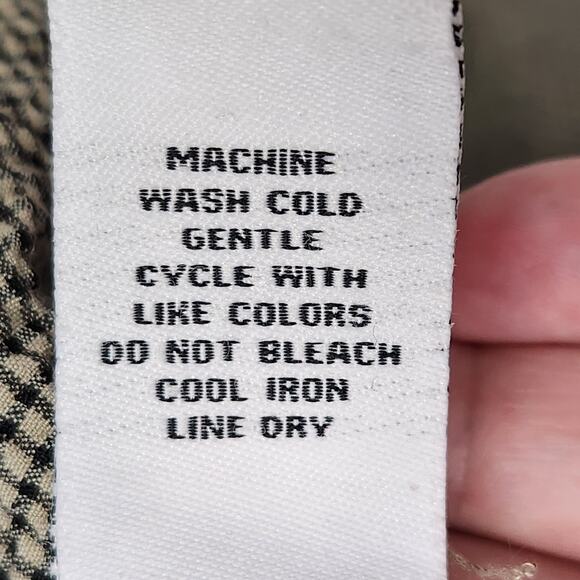 MACHINE
WASH COLD
GENTLE
CYCLE WITH
LIKE COLORS
DO NOT BLEACH
COOL IRON
LINE DRY